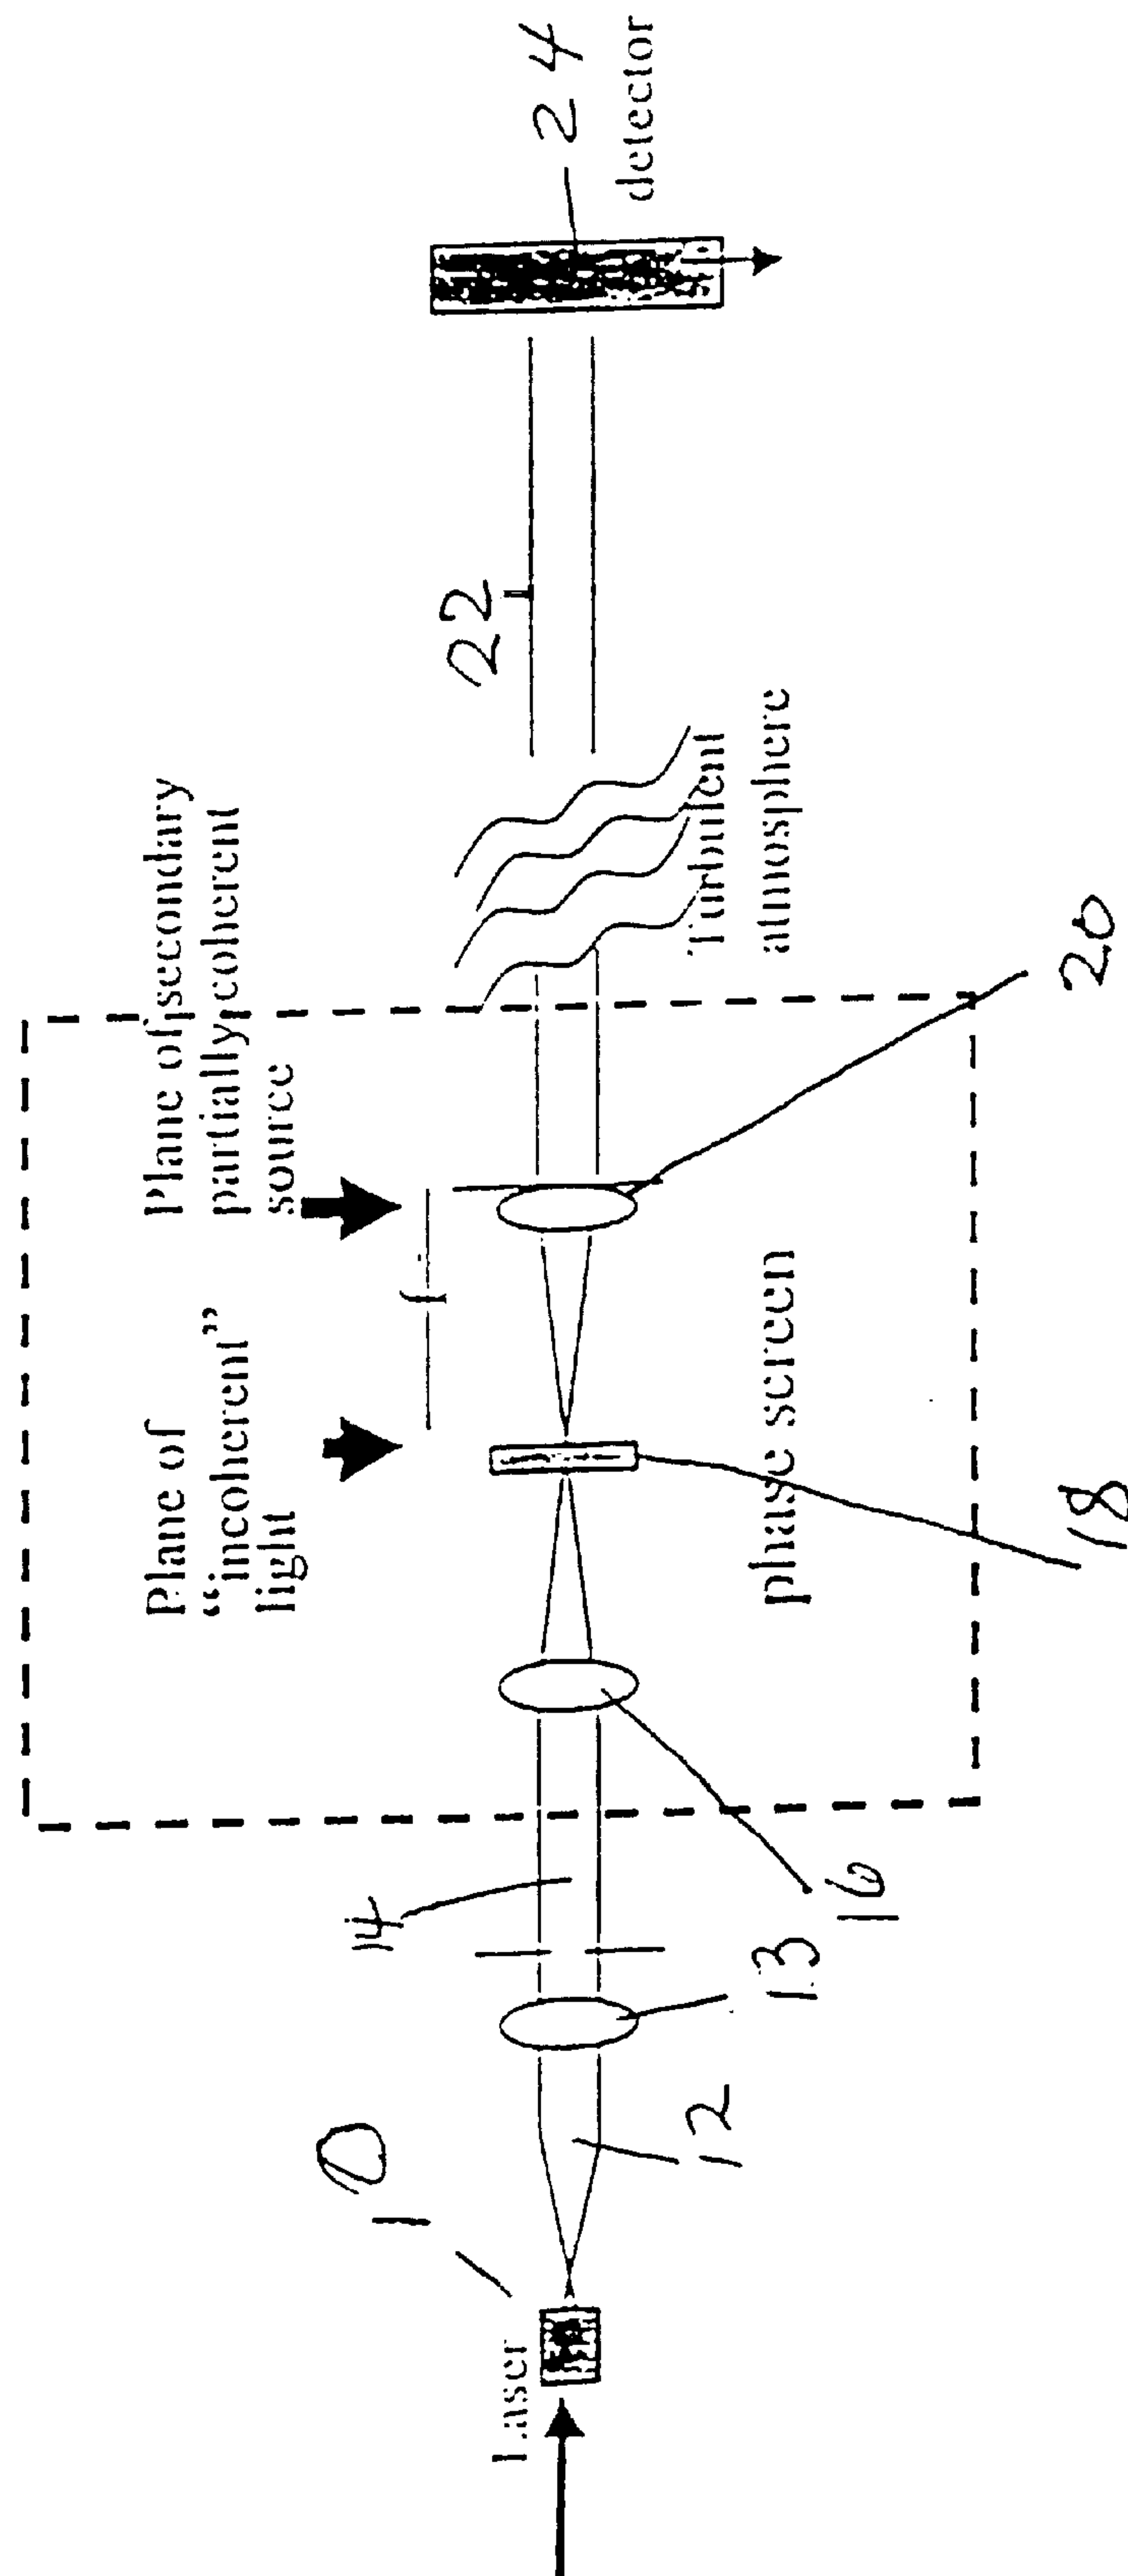 Laser
10
12
13
14
16
Plane of
“incoherent”
light
phase screen
18
f
Plane of secondary
partially coherent
source
20
Turbulent
atmosphere
22
24
detector